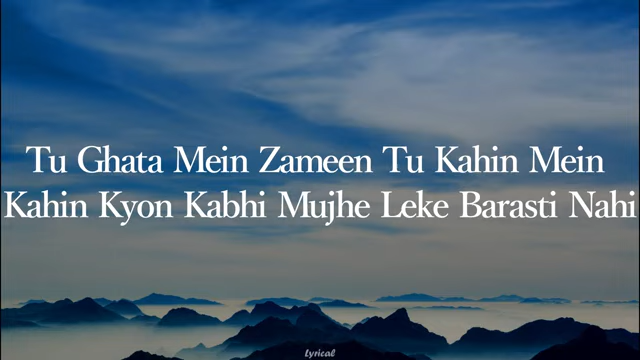 Tu Ghata Mein Zameen Tu Kahin Mein
Kahin Kyon Kabhi Mujhe Leke Barasti Nahi
Lyrical